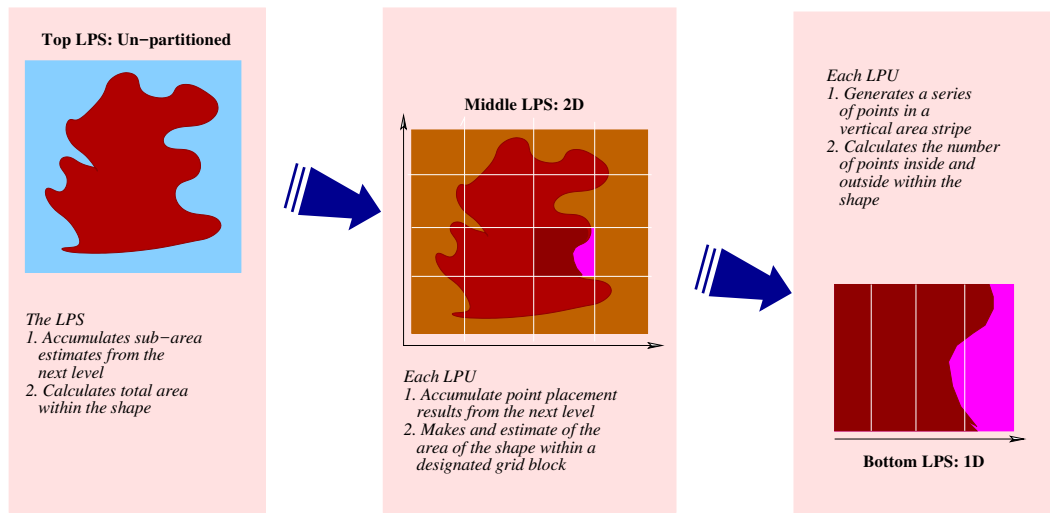 Top LPS: Un−partitioned
The LPS
1. Accumulates sub−area
estimates from the
next level
2. Calculates total area
within the shape
Middle LPS: 2D
Each LPU
1. Accumulate point placement
results from the next level
2. Makes and estimate of the
area of the shape within a
designated grid block
Each LPU
1. Generates a series
of points in a
vertical area stripe
2. Calculates the number
of points inside and
outside within the
shape
Bottom LPS: 1D